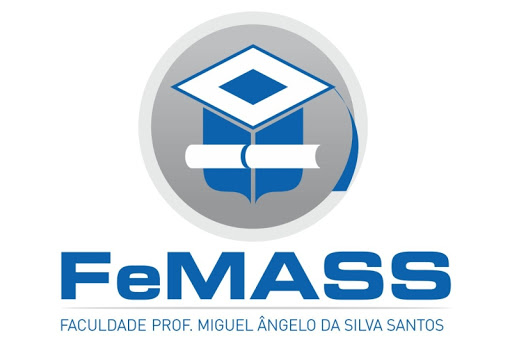 FeMASS
FACULDADE PROF. MIGUEL ÂNGELO DA SILVA SANTOS